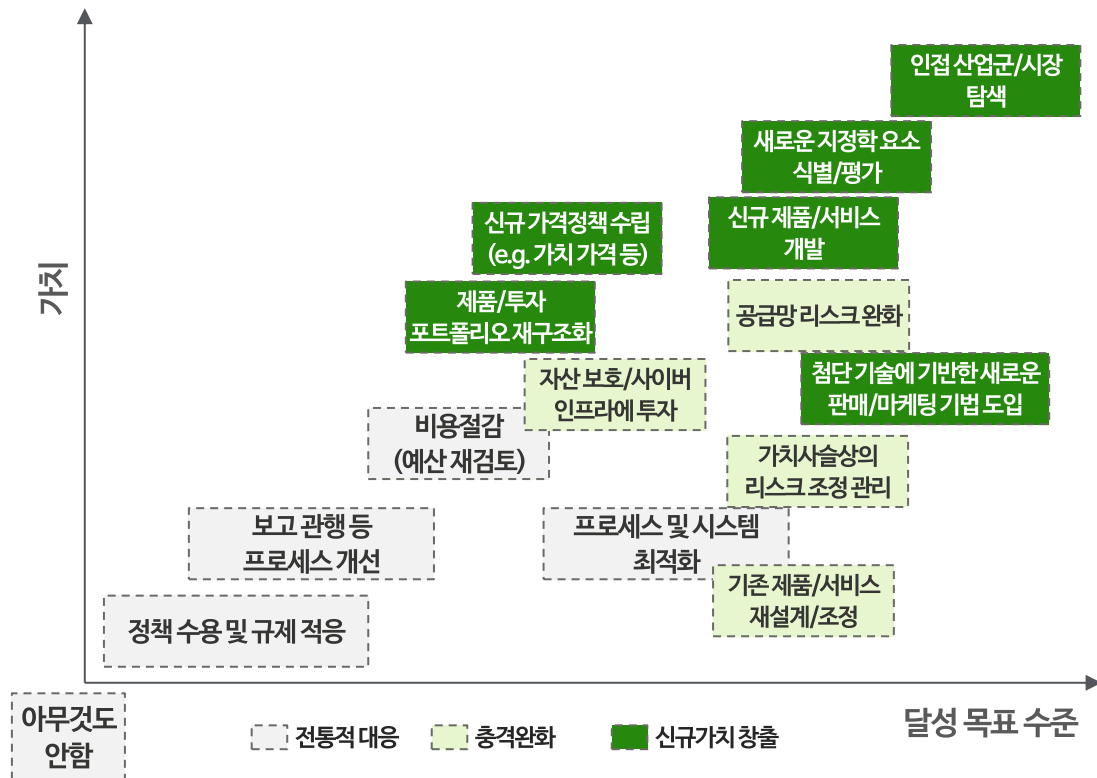 인접 산업군/시장
탐색
새로운 지정학 요소
식별/평가
신규 가격정책 수립
(e.g. 가치 가격 등)
신규 제품/서비스
개발
가치
제품/투자
포트폴리오 재구조화
공급망 리스크 완화
자산 보호/사이버
인프라에 투자
첨단 기술에 기반한 새로운
판매/마케팅 기법 도입
비용절감
(예산 재검토)
가치사슬상의
리스크 조정 관리
보고 관행 등
프로세스 개선
프로세스 및 시스템
최적화
기존 제품/서비스
재설계/조정
정책 수용 및 규제 적응
아무것도
안함
전통적 대응
충격완화
신규가치 창출
달성 목표 수준